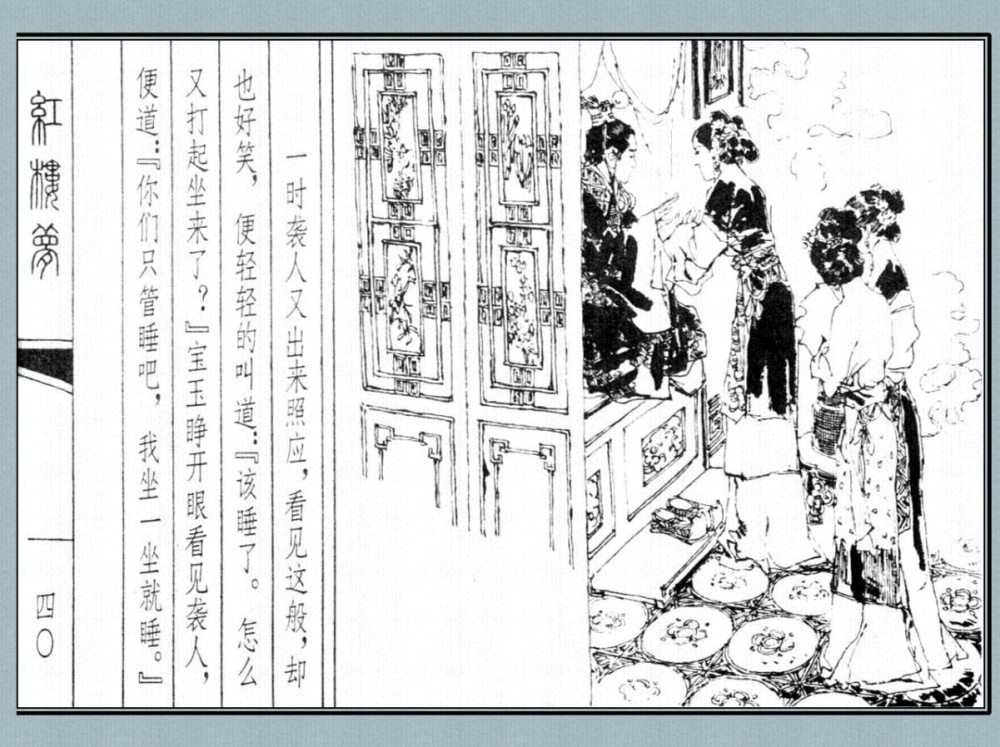 一时袭人又出来照应，看见这般，却
也好笑，便轻轻的叫道：『该睡了。怎么
又打起坐来了？』宝玉睁开眼看见袭人，
便道：『你们只管睡吧，我坐一坐就睡。』
紅樓夢
四〇